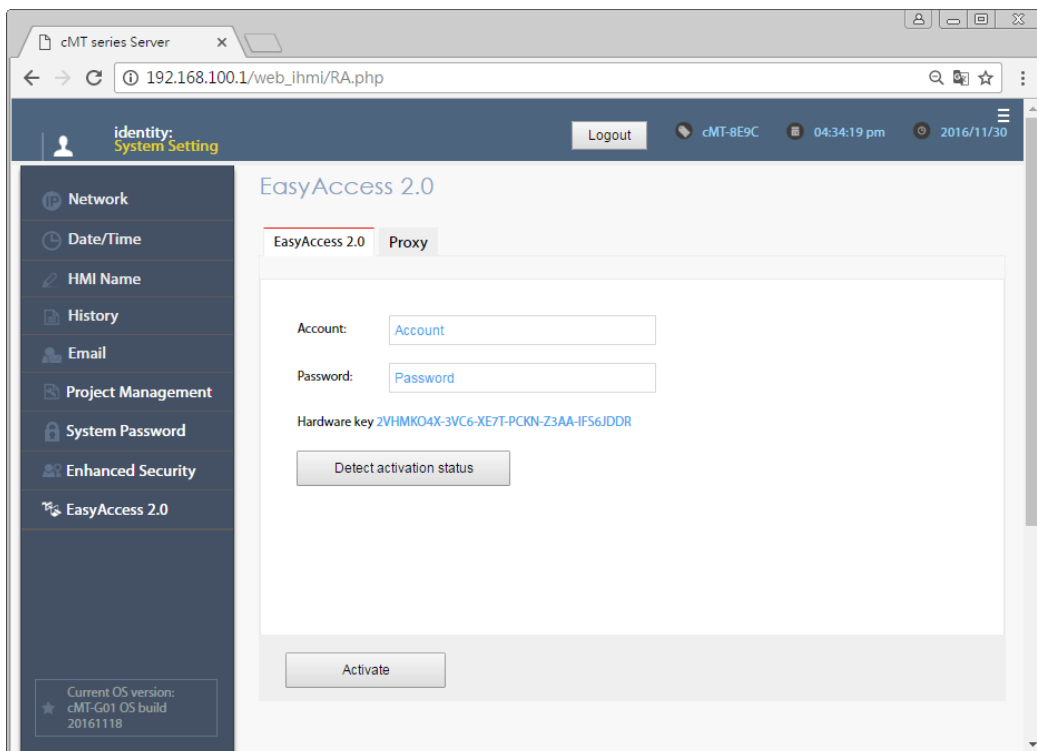 cMT series Server
192.168.100.1/web_ihmi/RA.php
identity:
System Setting
Logout
cMT-8E9C
04:34:19 pm
2016/11/30
IP Network
Date/Time
HMI Name
History
Email
Project Management
System Password
Enhanced Security
EasyAccess 2.0
Current OS version:
cMT-G01 OS build
20161118
EasyAccess 2.0
EasyAccess 2.0 Proxy
Account: Account
Password: Password
Hardware key 2VHMKO4X-3VC6-XE7T-PCKN-Z3AA-IFS6JDDR
Detect activation status
Activate